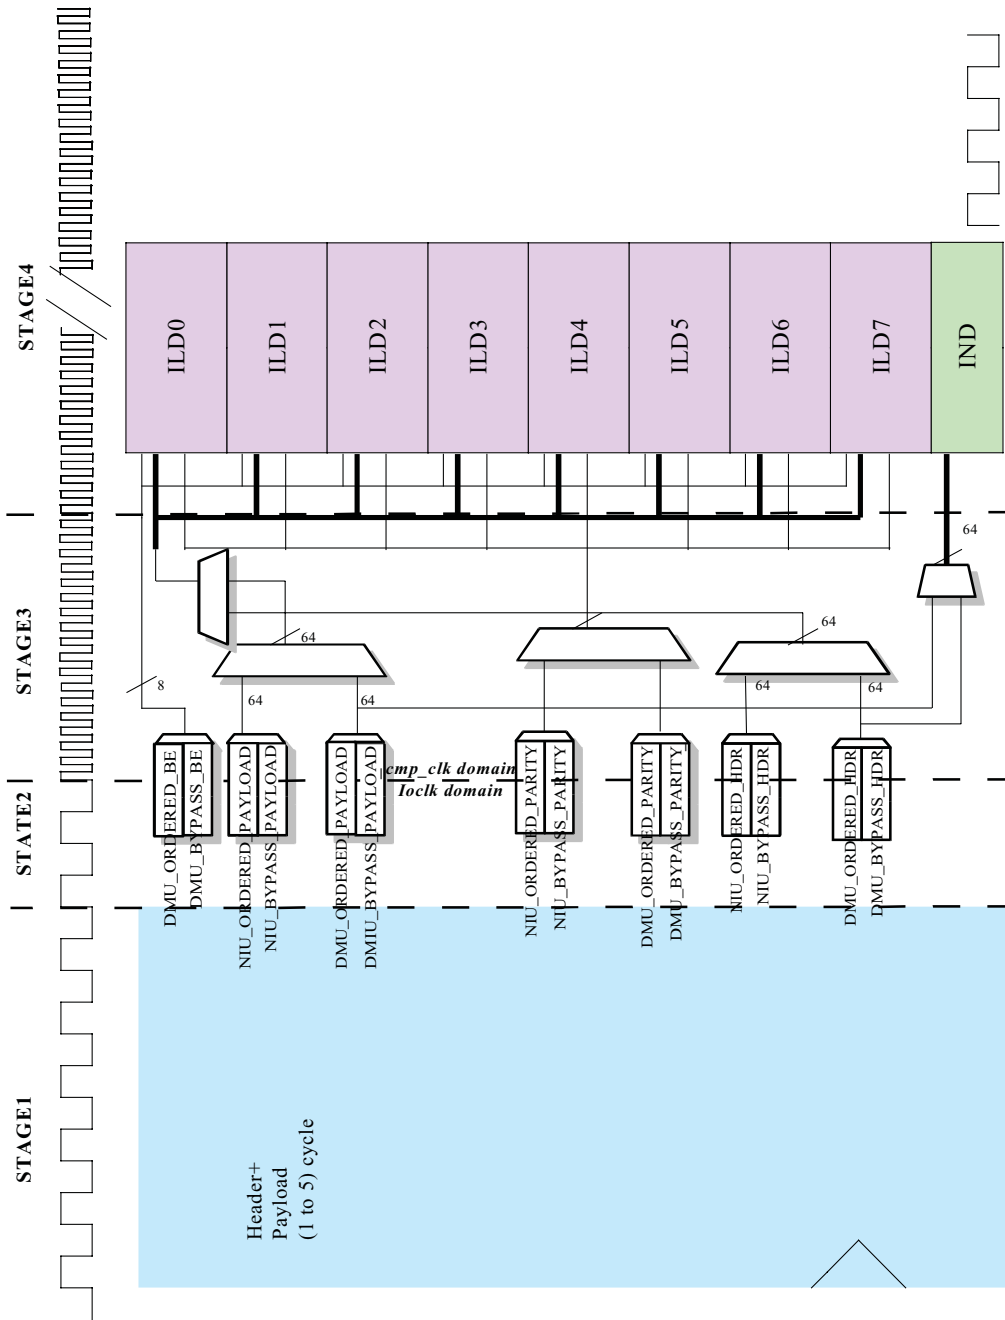 STAGE1
STATE2
STAGE3
STAGE4
Header+
Payload
(1 to 5) cycle
DMU_ORDERED_BE
DMU_BYPASS_BE
NIU_ORDERED_PAYLOAD
NIU_BYPASS_PAYLOAD
DMU_ORDERED_PAYLOAD
DMIU_BYPASS_PAYLOAD
cmp_clk domain
Ioclk domain
NIU_ORDERED_PARITY
NIU_BYPASS_PARITY
DMU_ORDERED_PARITY
DMU_BYPASS_PARITY
NIU_ORDERED_HDR
NIU_BYPASS_HDR
DMU_ORDERED_HDR
DMU_BYPASS_HDR
8
64
64
64
64
64
64
64
ILD0
ILD1
ILD2
ILD3
ILD4
ILD5
ILD6
ILD7
IND